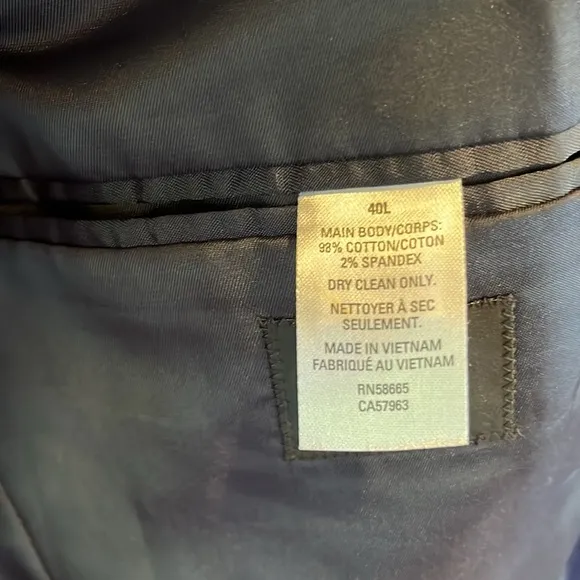 40L
MAIN BODY/CORPS:
98% COTTON/COTON
2% SPANDEX
DRY CLEAN ONLY.
NETTOYER À SEC
SEULEMENT.
MADE IN VIETNAM
FABRIQUÉ AU VIETNAM
RN58665
CA57963